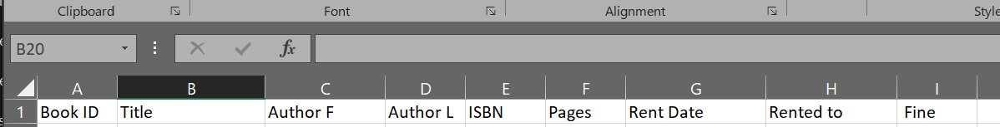 Clipboard Font Alignment Style
B20 fx
A B C D E F G H I
1 Book ID Title Author F Author L ISBN Pages Rent Date Rented to Fine